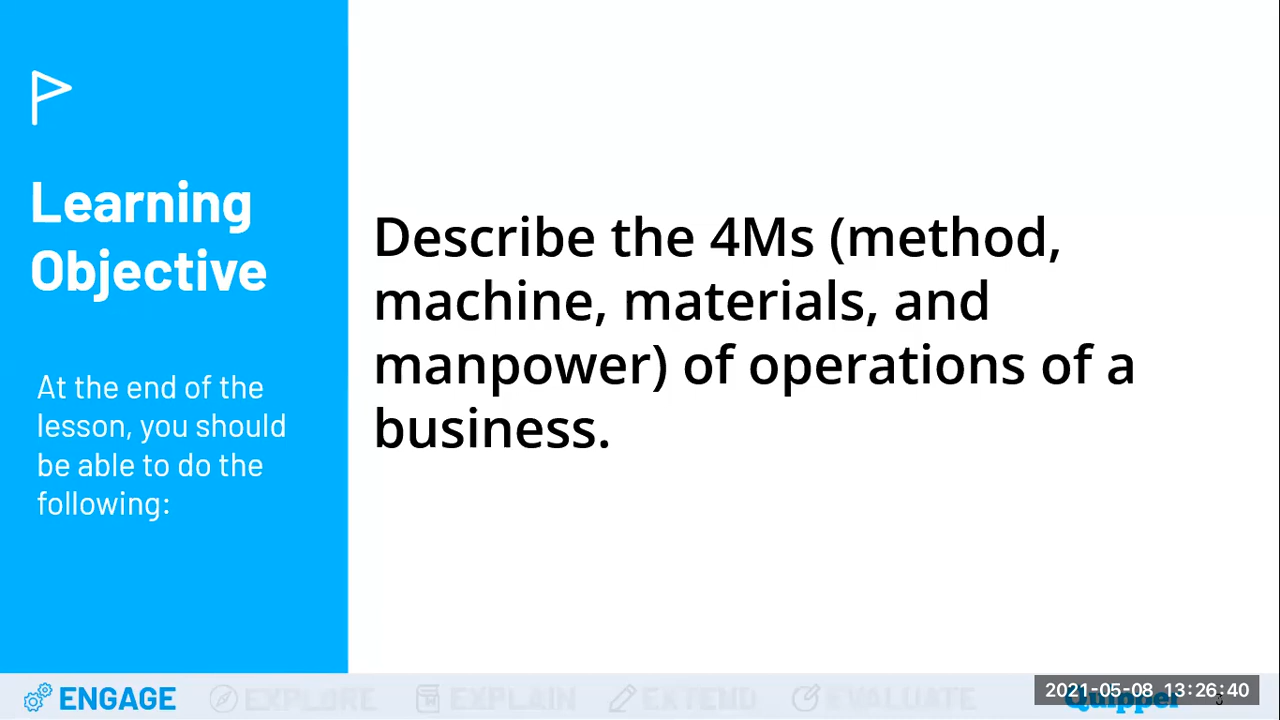 Learning
Objective
At the end of the
lesson, you should
be able to do the
following:
Describe the 4Ms (method,
machine, materials, and
manpower) of operations of a
business.
ENGAGE
EXPLORE
EXPLAIN
EXTEND
EVALUATE
Quipper
2021-05-08 13:26:40